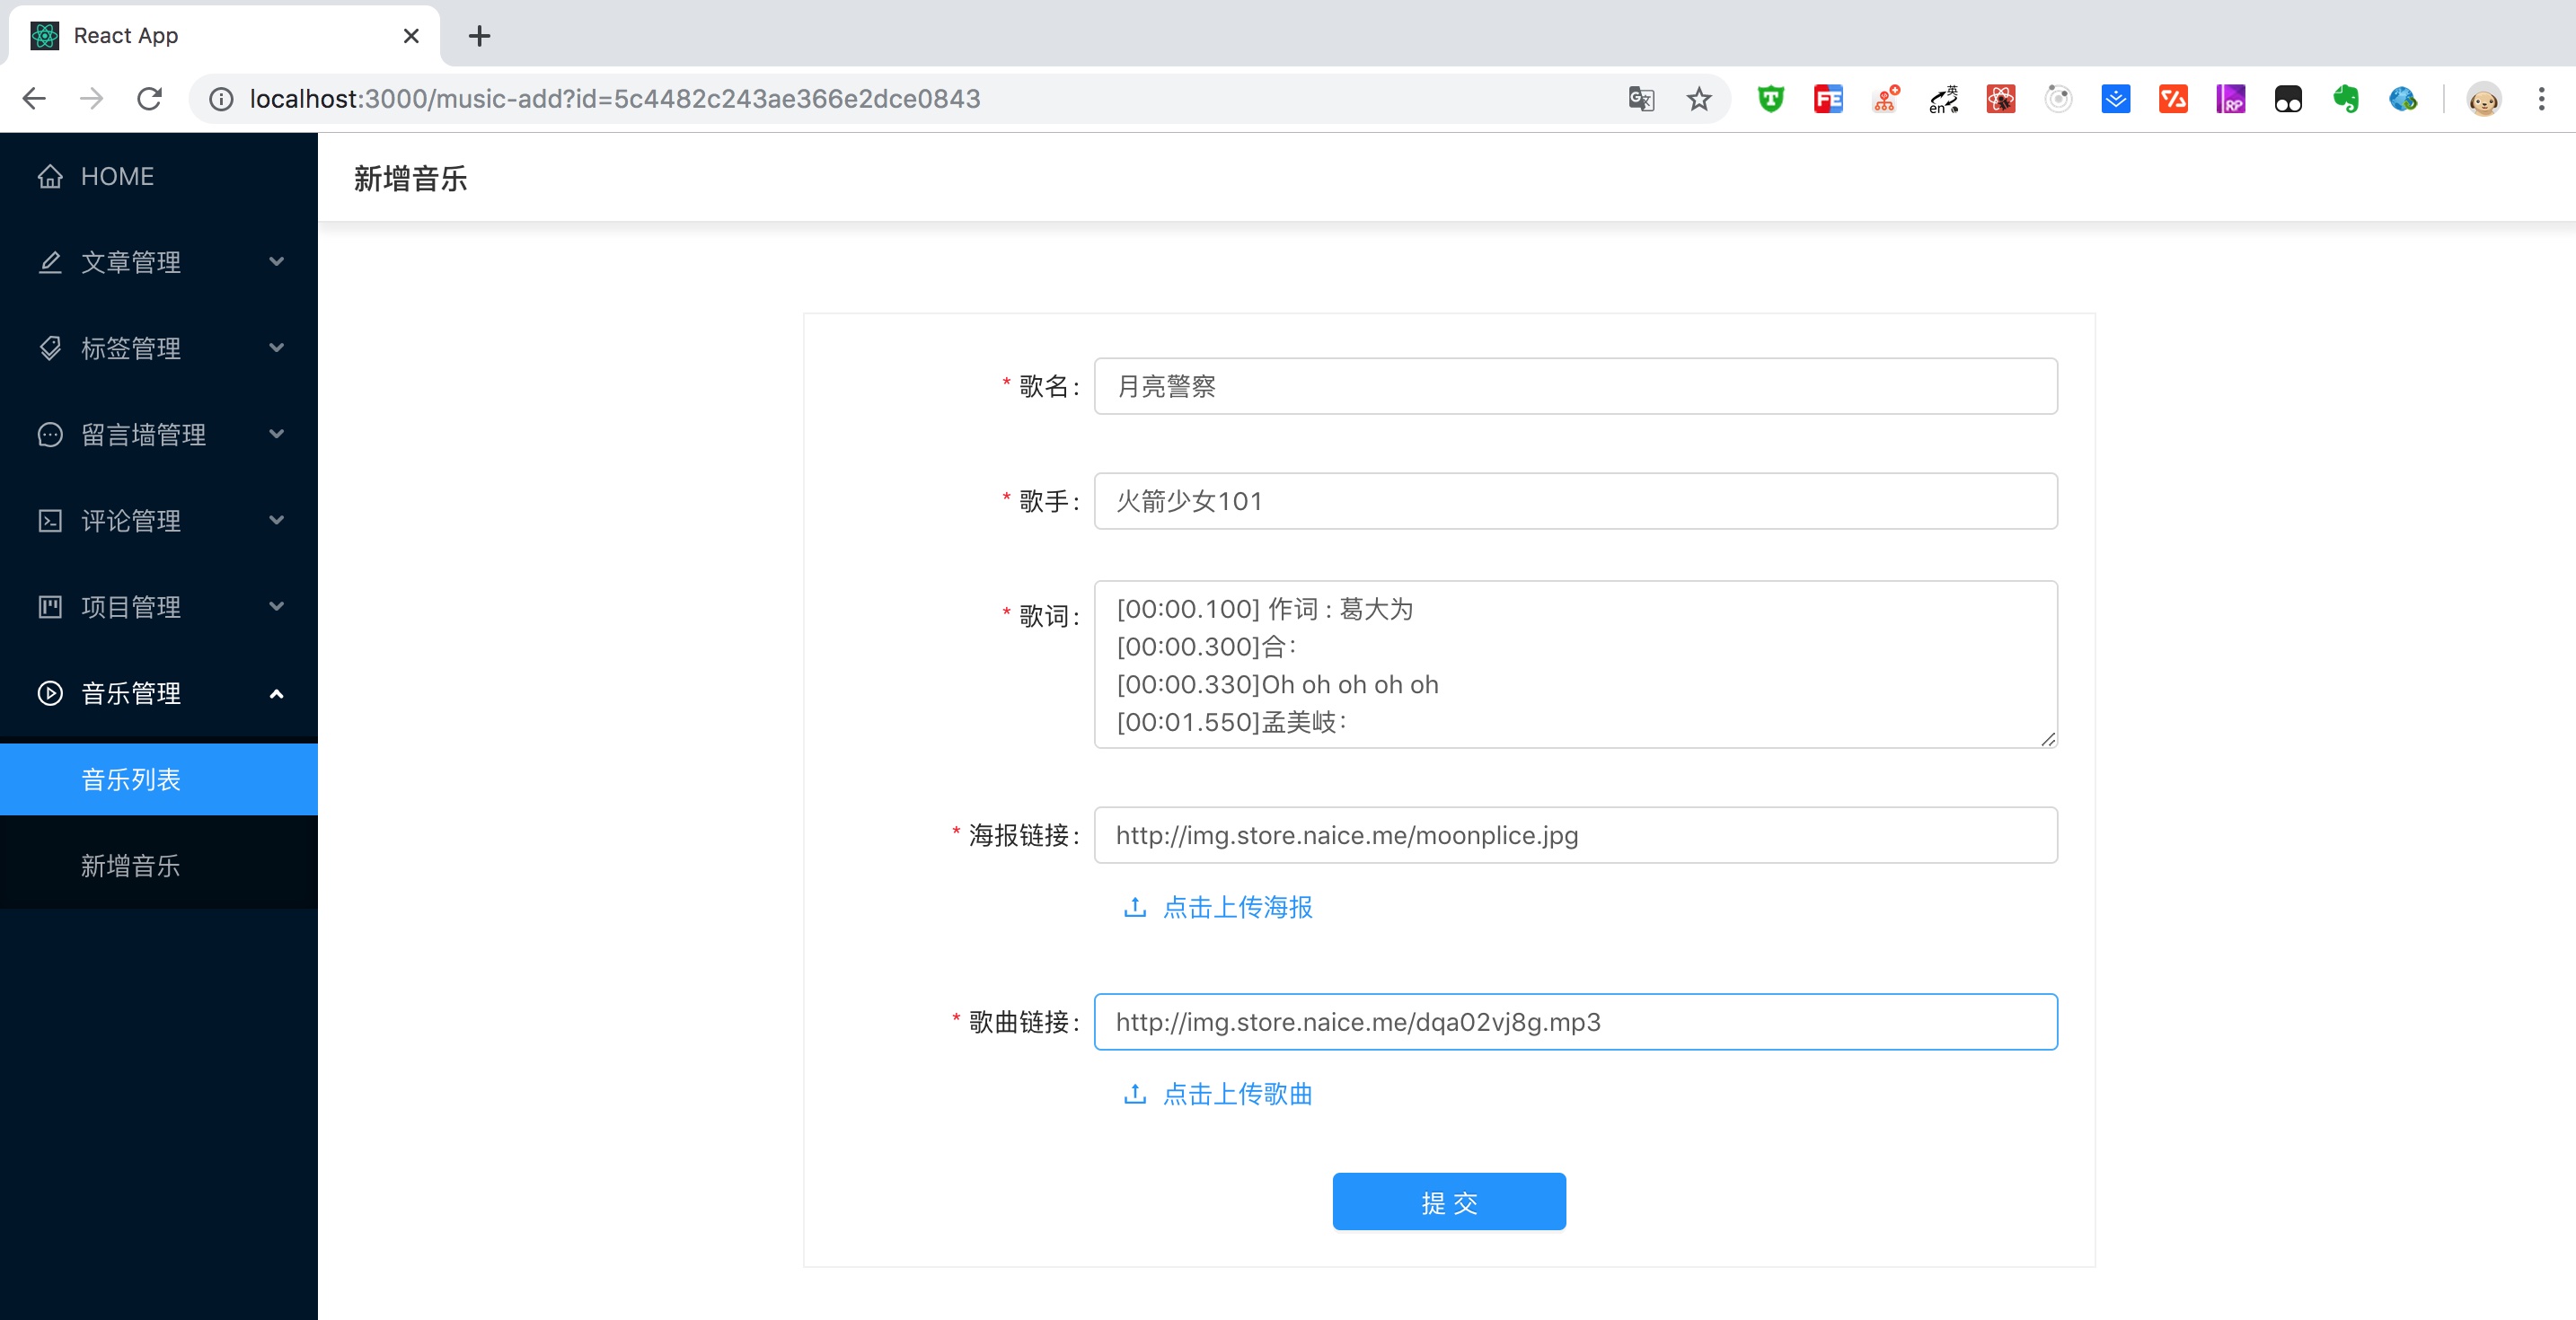 React App
localhost:3000/music-add?id=5c4482c243ae366e2dce0843
HOME
文章管理
标签管理
留言墙管理
评论管理
项目管理
音乐管理
音乐列表
新增音乐
新增音乐
* 歌名:
月亮警察
* 歌手:
火箭少女101
* 歌词:
[00:00.100] 作词 : 葛大为
[00:00.300]合：
[00:00.330]Oh oh oh oh oh
[00:01.550]孟美岐：
* 海报链接:
http://img.store.naice.me/moonplice.jpg
点击上传海报
* 歌曲链接:
http://img.store.naice.me/dqa02vj8g.mp3
点击上传歌曲
提 交